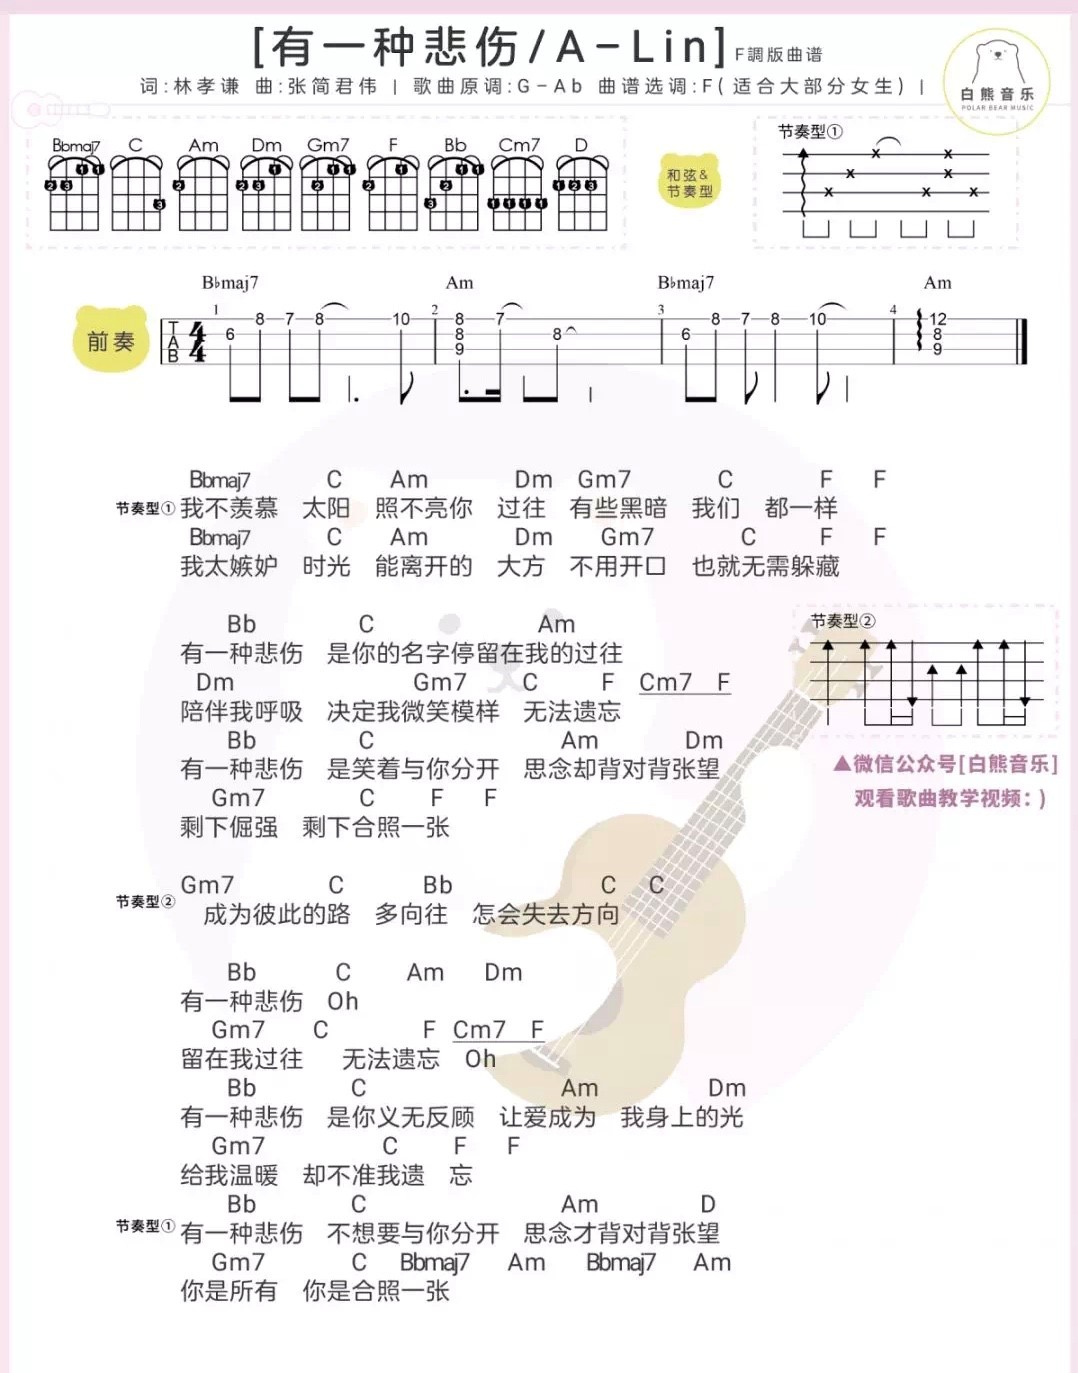 [有一种悲伤/A-Lin] F調版曲谱
词:林孝谦 曲:张简君伟 | 歌曲原调:G-Ab 曲谱选调:F(适合大部分女生) |
白熊音乐
POLAR BEAR MUSIC
Bbmaj7 C Am Dm Gm7 F Bb Cm7 D
和弦&
节奏型
节奏型①
B♭maj7 Am B♭maj7 Am
前奏
1 2 3 4
TAB 4/4 6 8 7 8 10 8 8 9 7 8 6 8 7 8 10 12 8 9
Bbmaj7 C Am Dm Gm7 C F F
节奏型① 我不羡慕 太阳 照不亮你 过往 有些黑暗 我们 都一样
Bbmaj7 C Am Dm Gm7 C F F
我太嫉妒 时光 能离开的 大方 不用开口 也就无需躲藏
Bb C Am
有一种悲伤 是你的名字停留在我的过往
Dm Gm7 C F Cm7 F
陪伴我呼吸 决定我微笑模样 无法遗忘
Bb C Am Dm
有一种悲伤 是笑着与你分开 思念却背对背张望
Gm7 C F F
剩下倔强 剩下合照一张
节奏型②
▲微信公众号[白熊音乐]
观看歌曲教学视频:)
Gm7 C Bb C C
节奏型② 成为彼此的路 多向往 怎会失去方向
Bb C Am Dm
有一种悲伤 Oh
Gm7 C F Cm7 F
留在我过往 无法遗忘 Oh
Bb C Am Dm
有一种悲伤 是你义无反顾 让爱成为 我身上的光
Gm7 C F F
给我温暖 却不准我遗 忘
Bb C Am D
节奏型① 有一种悲伤 不想要与你分开 思念才背对背张望
Gm7 C Bbmaj7 Am Bbmaj7 Am
你是所有 你是合照一张